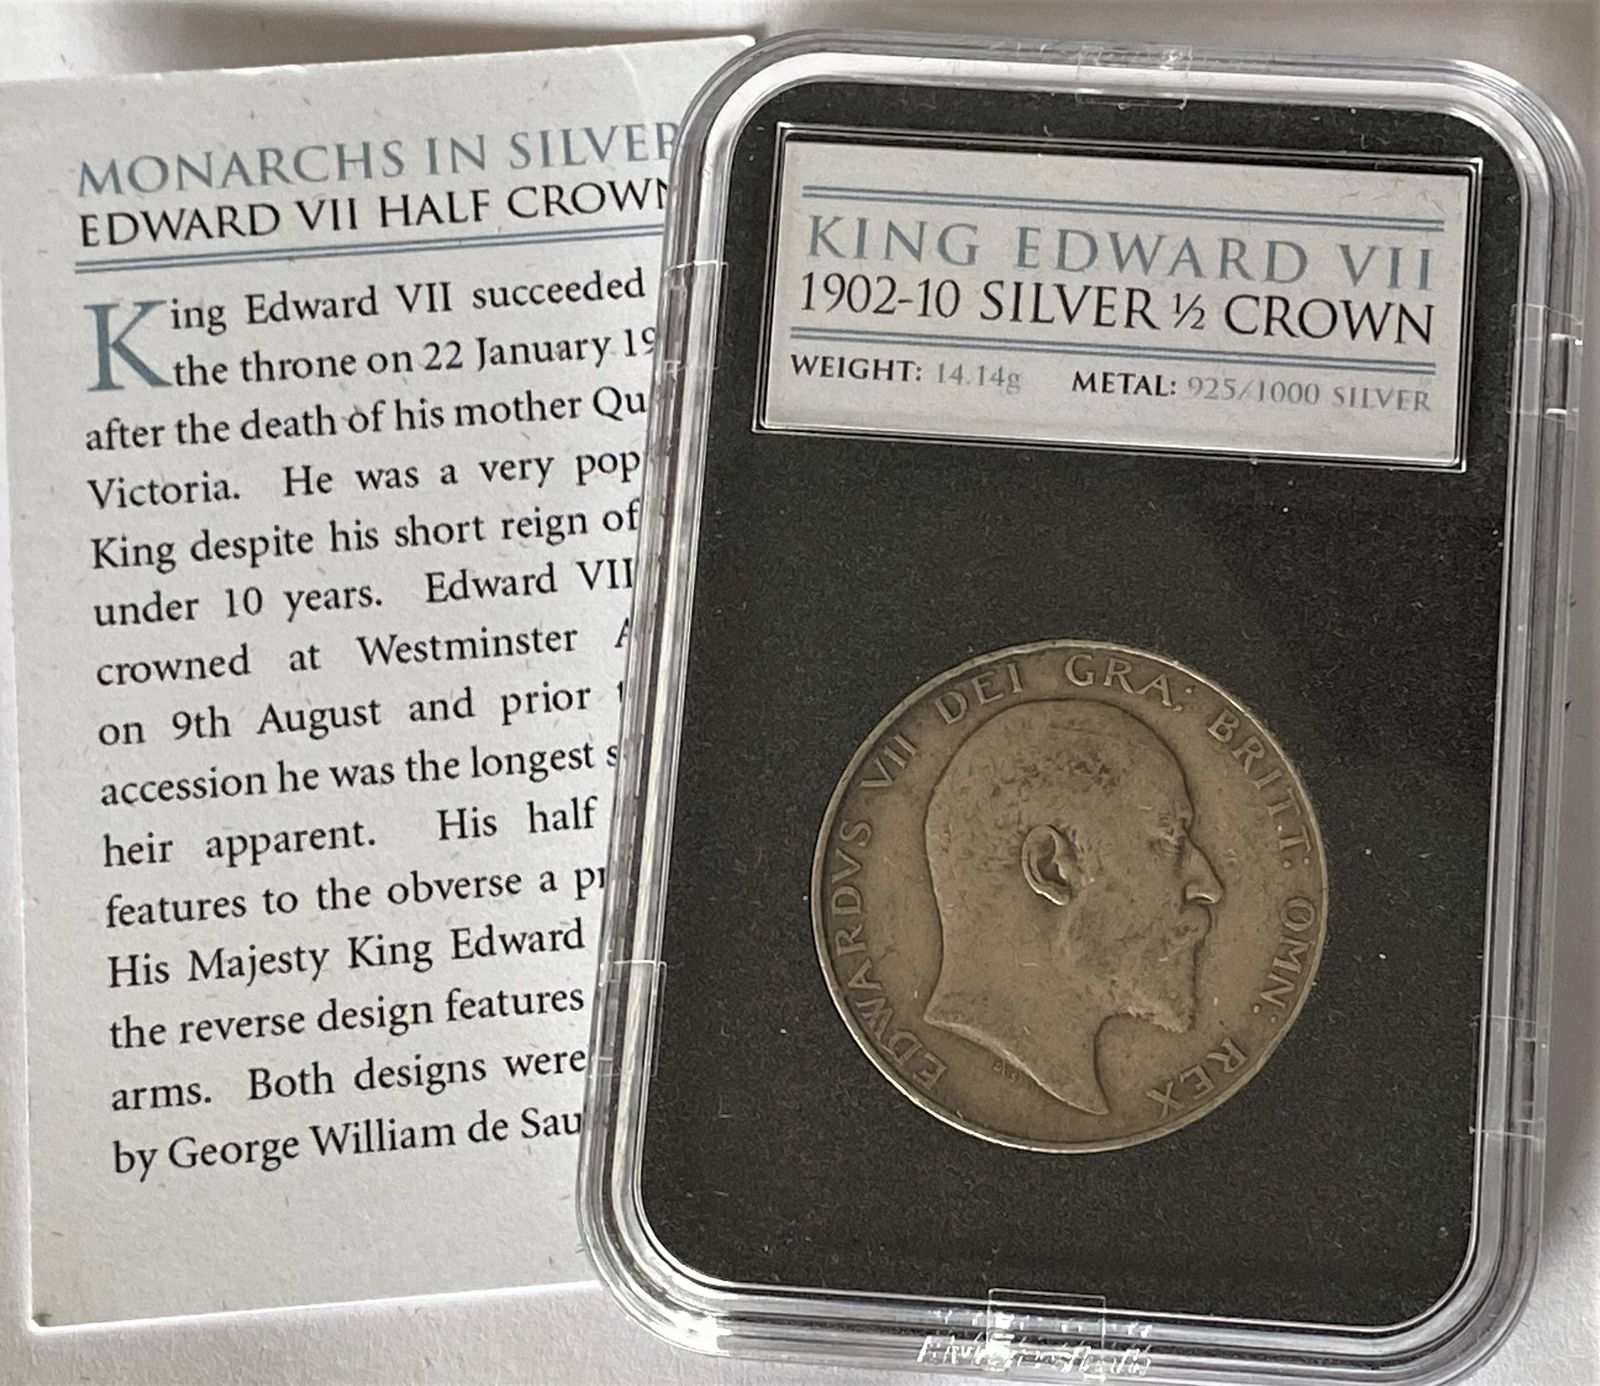 MONARCHS IN SILVER
EDWARD VII HALF CROWN
King Edward VII succeeded
the throne on 22 January 19
after the death of his mother Qu
Victoria. He was a very pop
King despite his short reign of
under 10 years. Edward VII
crowned at Westminster A
on 9th August and prior t
accession he was the longest s
heir apparent. His half
features to the obverse a pr
His Majesty King Edward
the reverse design features
arms. Both designs were
by George William de Sau
KING EDWARD VII
1902-10 SILVER ½ CROWN
WEIGHT: 14.14g METAL: 925/1000 SILVER
EDWARDVS VII DEI GRA: BRITT: OMN: REX